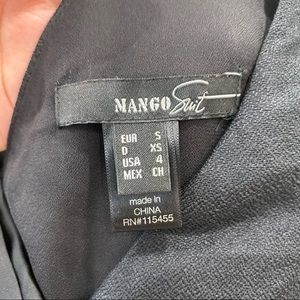 MANGO Suit
EUR S
D XS
USA 4
MEX CH
made in
CHINA
RN#115455